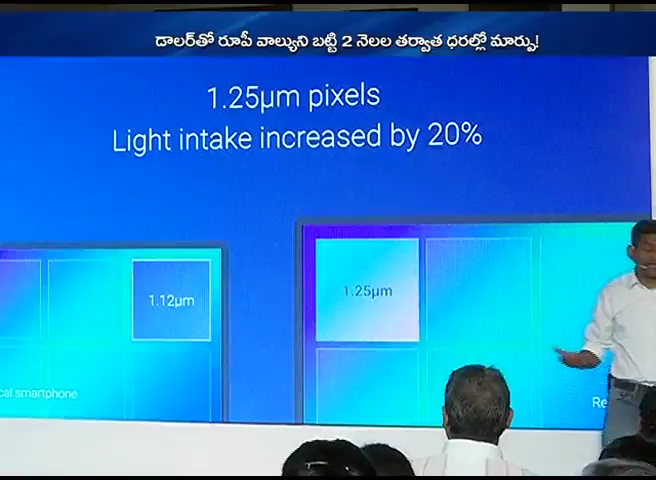 డాలర్‌తో రూపీ వాల్యుని బట్టి 2 నెలల తర్వాత ధరల్లో మార్పు!
1.25µm pixels
Light intake increased by 20%
1.12µm
1.25µm
cal smartphone
Re